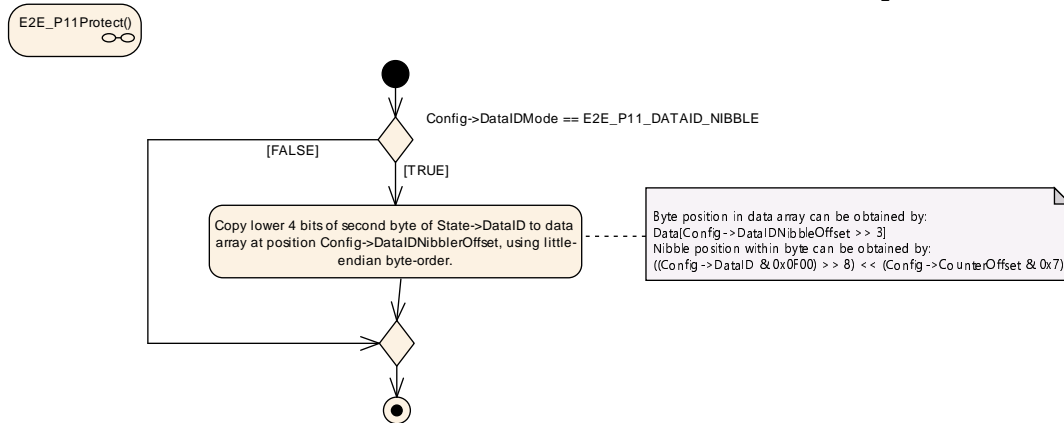 E2E_P11Protect()
Config->DataIDMode == E2E_P11_DATAID_NIBBLE
[FALSE]
[TRUE]
Copy lower 4 bits of second byte of State->DataID to data
array at position Config->DataIDNibblerOffset, using little-
endian byte-order.
Byte position in data array can be obtained by:
Data[Config->DataIDNibbleOffset >> 3]
Nibble position within byte can be obtained by:
((Config->DataID & 0x0F00) >> 8) << (Config->CounterOffset & 0x7)